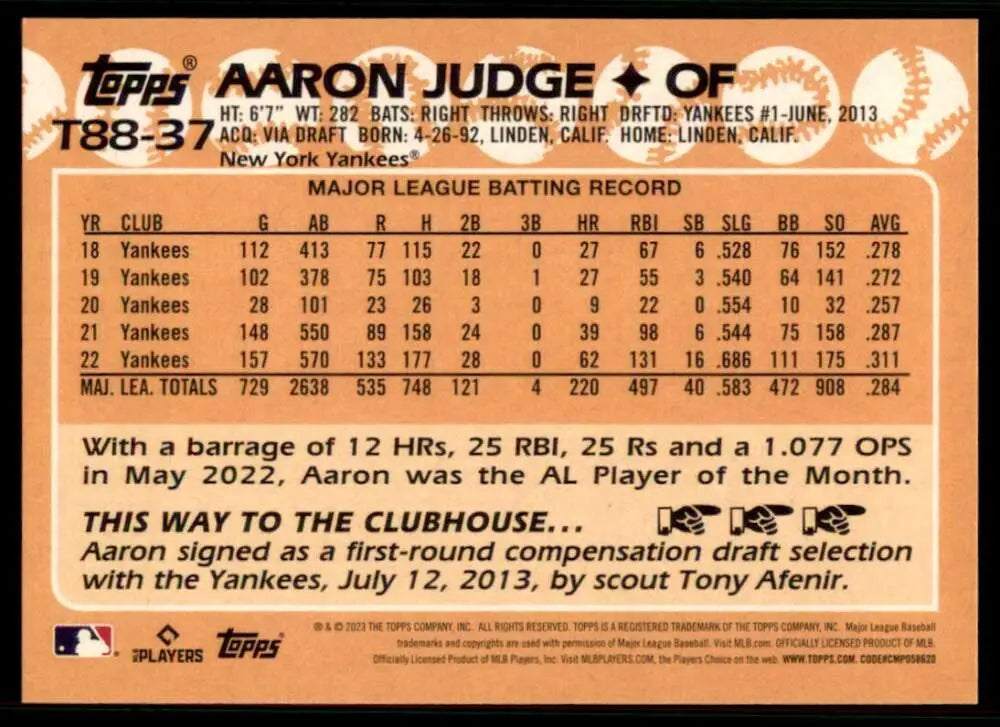 Topps®
AARON JUDGE ✦ OF
T88-37
HT: 6'7" WT: 282 BATS: RIGHT THROWS: RIGHT DRFTD: YANKEES #1-JUNE, 2013
ACQ: VIA DRAFT BORN: 4-26-92, LINDEN, CALIF. HOME: LINDEN, CALIF.
New York Yankees®
MAJOR LEAGUE BATTING RECORD
YR CLUB G AB R H 2B 3B HR RBI SB SLG BB SO AVG
18 Yankees 112 413 77 115 22 0 27 67 6 .528 76 152 .278
19 Yankees 102 378 75 103 18 1 27 55 3 .540 64 141 .272
20 Yankees 28 101 23 26 3 0 9 22 0 .554 10 32 .257
21 Yankees 148 550 89 158 24 0 39 98 6 .544 75 158 .287
22 Yankees 157 570 133 177 28 0 62 131 16 .686 111 175 .311
MAJ. LEA. TOTALS 729 2638 535 748 121 4 220 497 40 .583 472 908 .284
With a barrage of 12 HRs, 25 RBI, 25 Rs and a 1.077 OPS
in May 2022, Aaron was the AL Player of the Month.
THIS WAY TO THE CLUBHOUSE...
Aaron signed as a first-round compensation draft selection
with the Yankees, July 12, 2013, by scout Tony Afenir.
MLB PLAYERS
Topps®
® & © 2023 THE TOPPS COMPANY, INC. ALL RIGHTS RESERVED. TOPPS IS A REGISTERED TRADEMARK OF THE TOPPS COMPANY, INC. Major League Baseball
trademarks and copyrights are used with permission of Major League Baseball. Visit MLB.com. OFFICIALLY LICENSED PRODUCT OF MLB.
Officially Licensed Product of MLB Players, Inc. Visit MLBPLAYERS.COM, the Players Choice on the web. WWW.TOPPS.COM. CODE#CMP058620